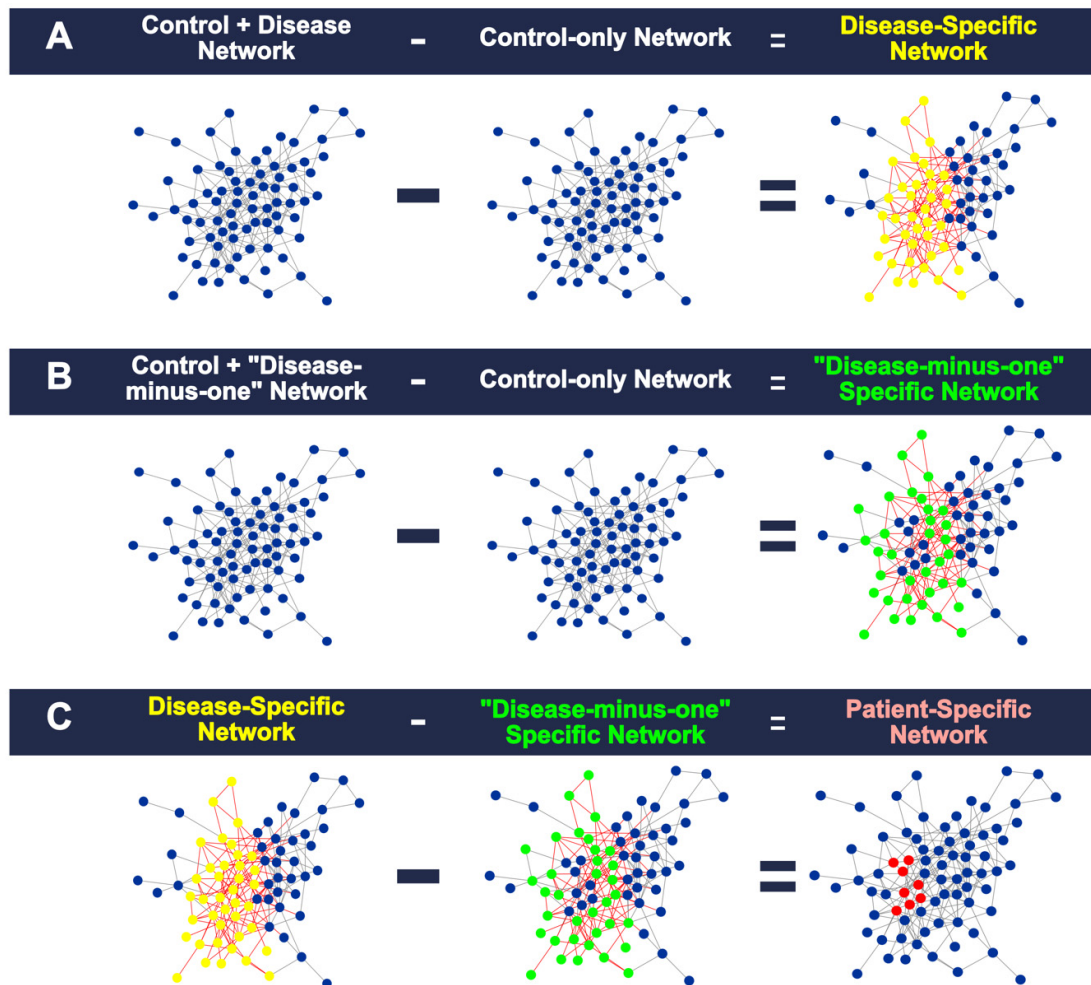 A
Control + Disease
Network
-
Control-only Network
=
Disease-Specific
Network
B
Control + "Disease-
minus-one" Network
-
Control-only Network
=
"Disease-minus-one"
Specific Network
C
Disease-Specific
Network
-
"Disease-minus-one"
Specific Network
=
Patient-Specific
Network